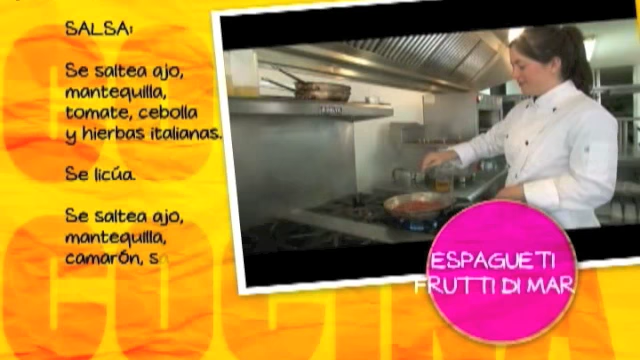 SALSA:
Se saltea ajo,
mantequilla,
tomate, cebolla
y hierbas italianas.
Se licúa.
Se saltea ajo,
mantequilla,
camarón, s
ESPAGUETI
FRUTTI DI MAR
COCINA